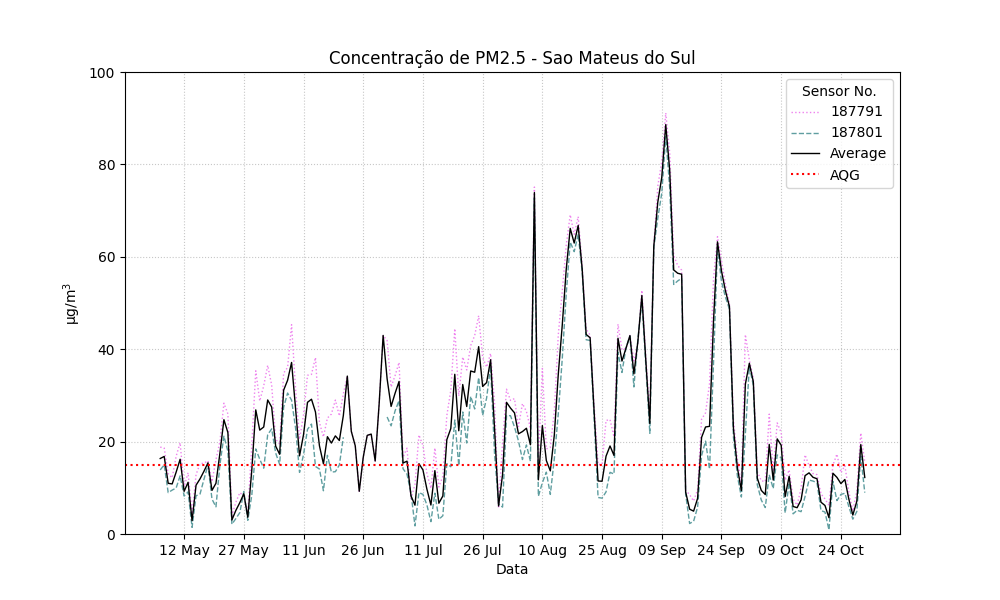 Concentração de PM2.5 - Sao Mateus do Sul
Sensor No.
187791
187801
Average
AQG
100
80
60
40
20
0
µg/m³
12 May 27 May 11 Jun 26 Jun 11 Jul 26 Jul 10 Aug 25 Aug 09 Sep 24 Sep 09 Oct 24 Oct
Data